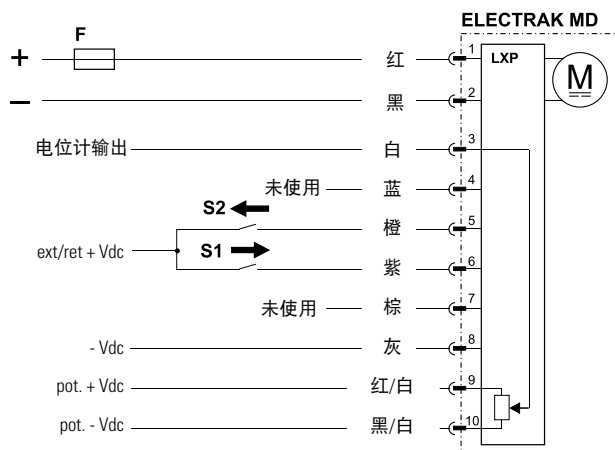 ELECTRAK MD
F
+ 红 1 LXP
M
– 黑 2
电位计输出 白 3
未使用 蓝 4
S2
橙 5
ext/ret + Vdc S1
紫 6
未使用 棕 7
- Vdc 灰 8
pot. + Vdc 红/白 9
pot. - Vdc 黑/白 10